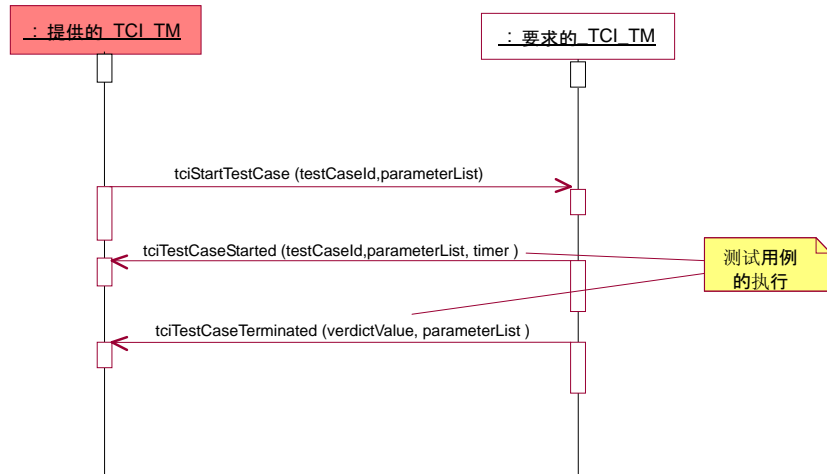 : 提供的_TCI_TM
: 要求的_TCI_TM
tciStartTestCase (testCaseId,parameterList)
tciTestCaseStarted (testCaseId,parameterList, timer )
测试用例
的执行
tciTestCaseTerminated (verdictValue, parameterList )